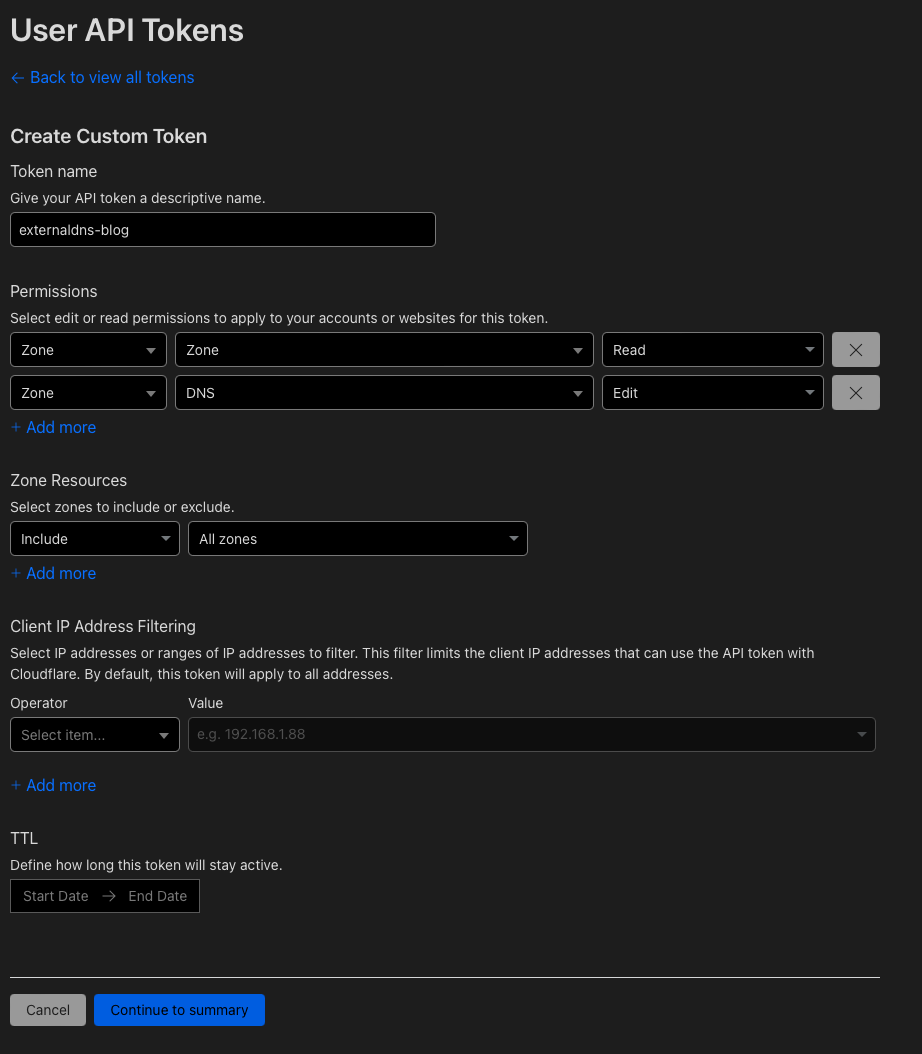 User API Tokens
← Back to view all tokens
Create Custom Token
Token name
Give your API token a descriptive name.
externaldns-blog
Permissions
Select edit or read permissions to apply to your accounts or websites for this token.
Zone Zone Read
Zone DNS Edit
+ Add more
Zone Resources
Select zones to include or exclude.
Include All zones
+ Add more
Client IP Address Filtering
Select IP addresses or ranges of IP addresses to filter. This filter limits the client IP addresses that can use the API token with
Cloudflare. By default, this token will apply to all addresses.
Operator Value
Select item... e.g. 192.168.1.88
+ Add more
TTL
Define how long this token will stay active.
Start Date → End Date
Cancel Continue to summary